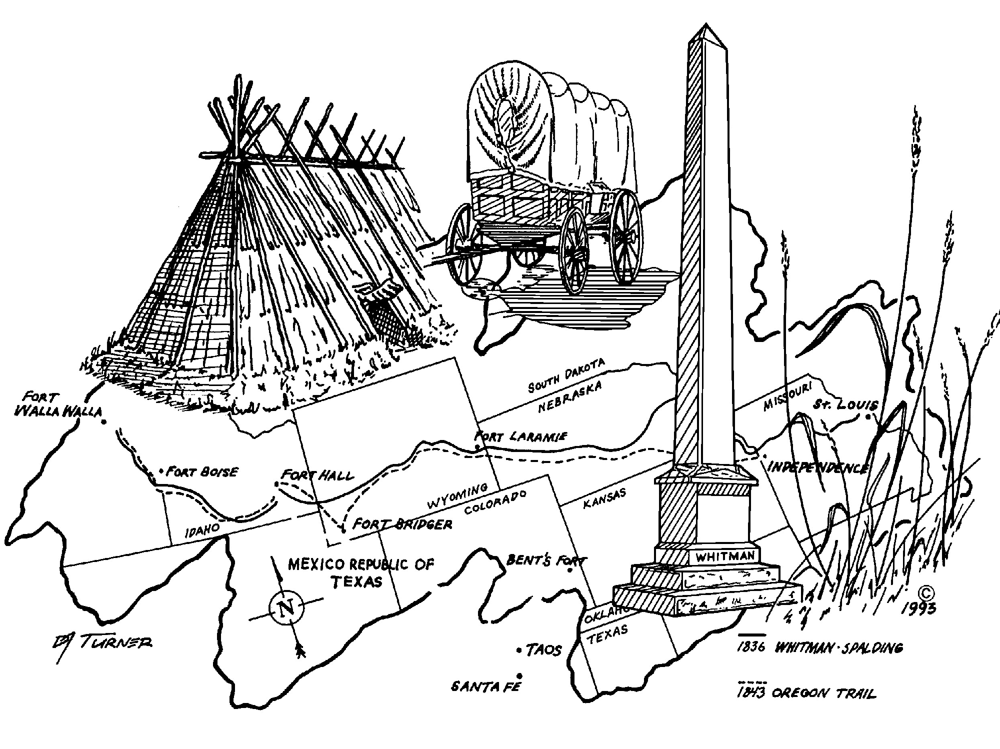 SOUTH DAKOTA
NEBRASKA
MISSOURI
ST. LOUIS
FORT
WALLA WALLA
FORT LARAMIE
FORT BOISE
FORT HALL
INDEPENDENCE
WYOMING
COLORADO
KANSAS
IDAHO
FORT BRIDGER
MEXICO REPUBLIC OF
TEXAS
BENT'S FORT
WHITMAN
N
OKLAHO
TEXAS
©
1993
TURNER
TAOS
SANTA FE
1836 WHITMAN·SPALDING
1843 OREGON TRAIL